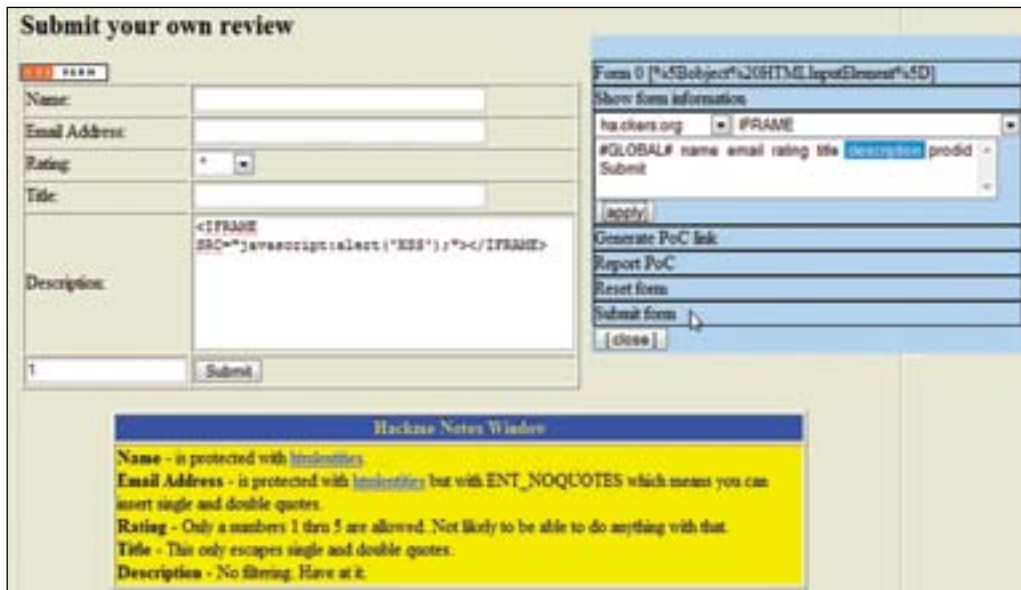 Submit your own review
FORM
Name:
Email Address:
Rating:
*
Title:
Description:
<IFRAME
SRC="javascript:alert('XSS');"></IFRAME>
1
Submit
Form 0 [%5Bobject%20HTMLInputElement%5D]
Show form information
ha.ckers.org
IFRAME
#GLOBAL# name email rating title description prodid
Submit
[apply]
Generate PoC link
Report PoC
Reset form
Submit form
[close]
Hackme Notes Window
Name - is protected with htmlentities.
Email Address - is protected with htmlentities but with ENT_NOQUOTES which means you can
insert single and double quotes.
Rating - Only a numbers 1 thru 5 are allowed. Not likely to be able to do anything with that.
Title - This only escapes single and double quotes.
Description - No filtering. Have at it.